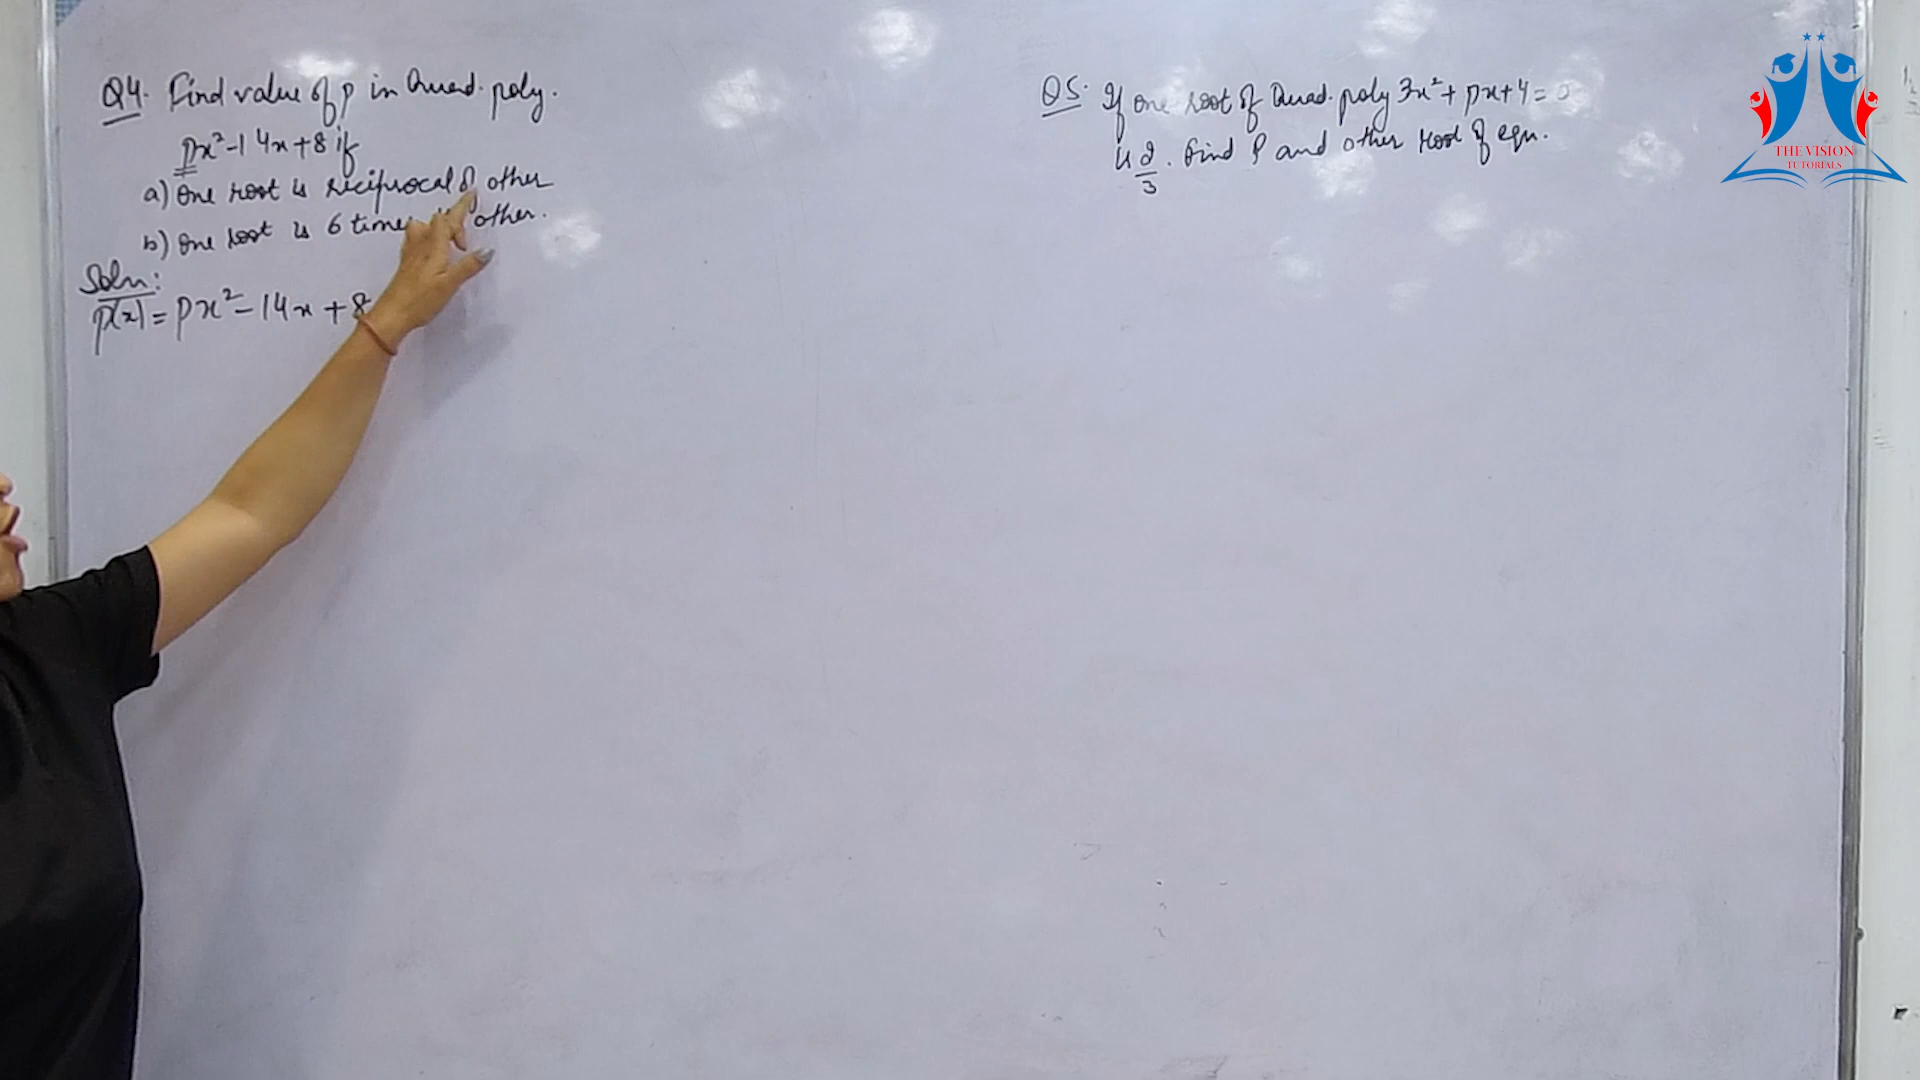 Q4. Find value of p in Quad. poly.
px²-14x+8 if
a) One root is reciprocal of other
b) One root is 6 times other.
Soln:
p(x) = px²-14x+8
Q5. If one root of Quad. poly 3x²+px+4=0
is 2/3. Find P and other root of eqn.
THE VISION
TUTORIALS